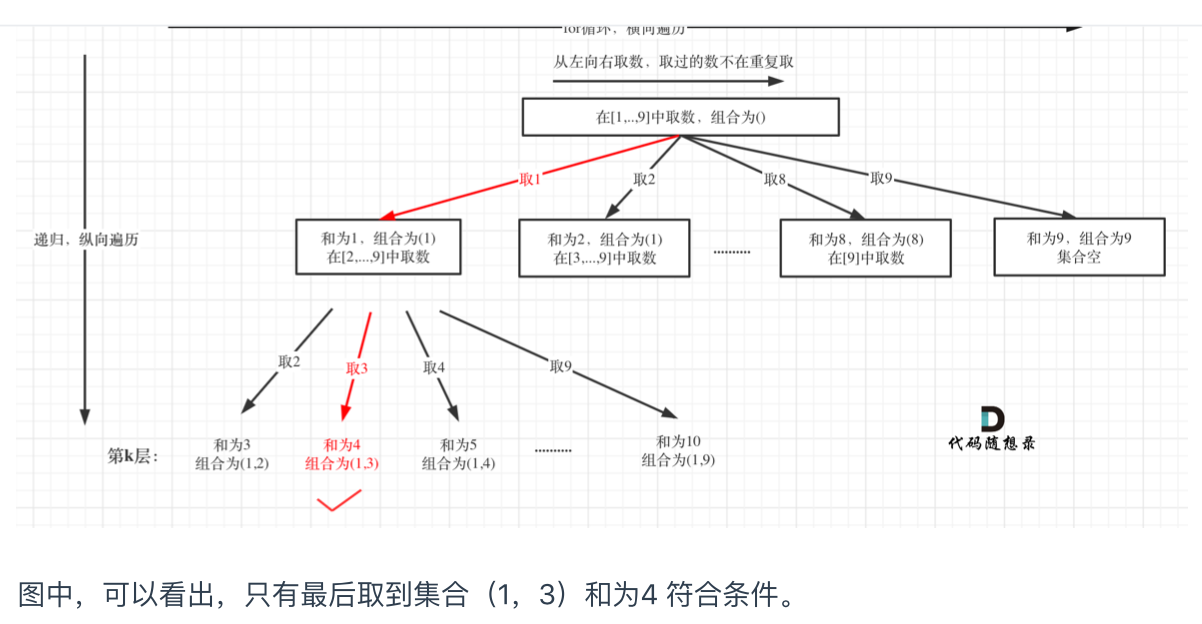 for循环，横向遍历
从左向右取数，取过的数不在重复取
在[1,..,9]中取数，组合为()
取1
取2
取8
取9
递归，纵向遍历
和为1，组合为(1)
在[2,...,9]中取数
和为2，组合为(1)
在[3,...,9]中取数
..........
和为8，组合为(8)
在[9]中取数
和为9，组合为9
集合空
取2
取3
取4
取9
第k层：
和为3
组合为(1,2)
和为4
组合为(1,3)
和为5
组合为(1,4)
..........
和为10
组合为(1,9)
代码随想录
图中，可以看出，只有最后取到集合（1，3）和为4 符合条件。